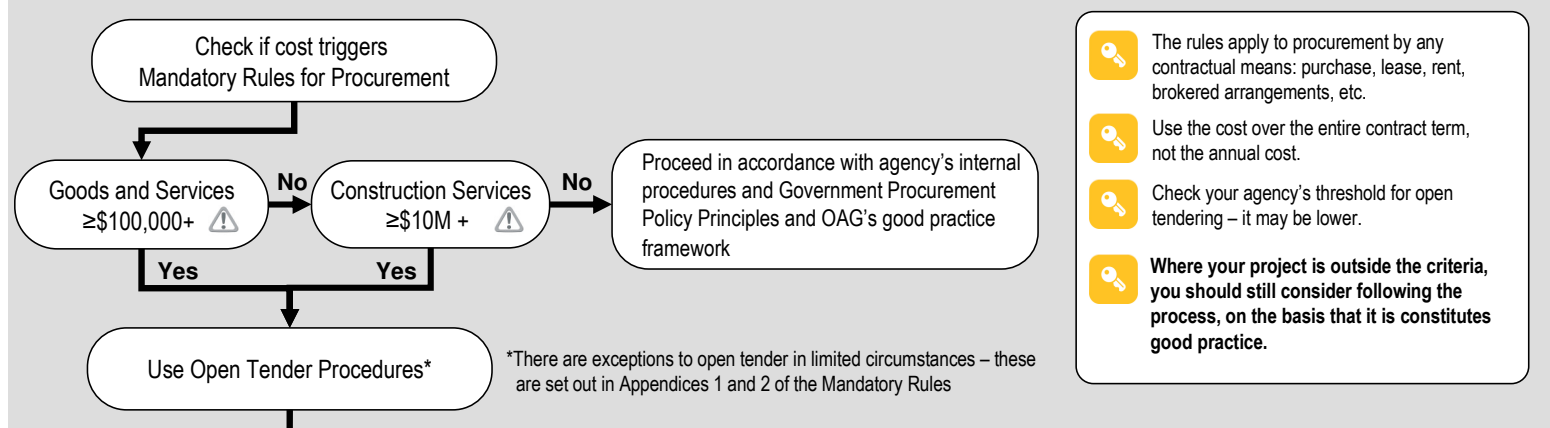 Check if cost triggers
Mandatory Rules for Procurement
Goods and Services
≥$100,000+
No
Construction Services
≥$10M +
No
Proceed in accordance with agency's internal
procedures and Government Procurement
Policy Principles and OAG's good practice
framework
Yes
Yes
Use Open Tender Procedures*
*There are exceptions to open tender in limited circumstances – these
are set out in Appendices 1 and 2 of the Mandatory Rules
The rules apply to procurement by any
contractual means: purchase, lease, rent,
brokered arrangements, etc.
Use the cost over the entire contract term,
not the annual cost.
Check your agency's threshold for open
tendering – it may be lower.
Where your project is outside the criteria,
you should still consider following the
process, on the basis that it is constitutes
good practice.